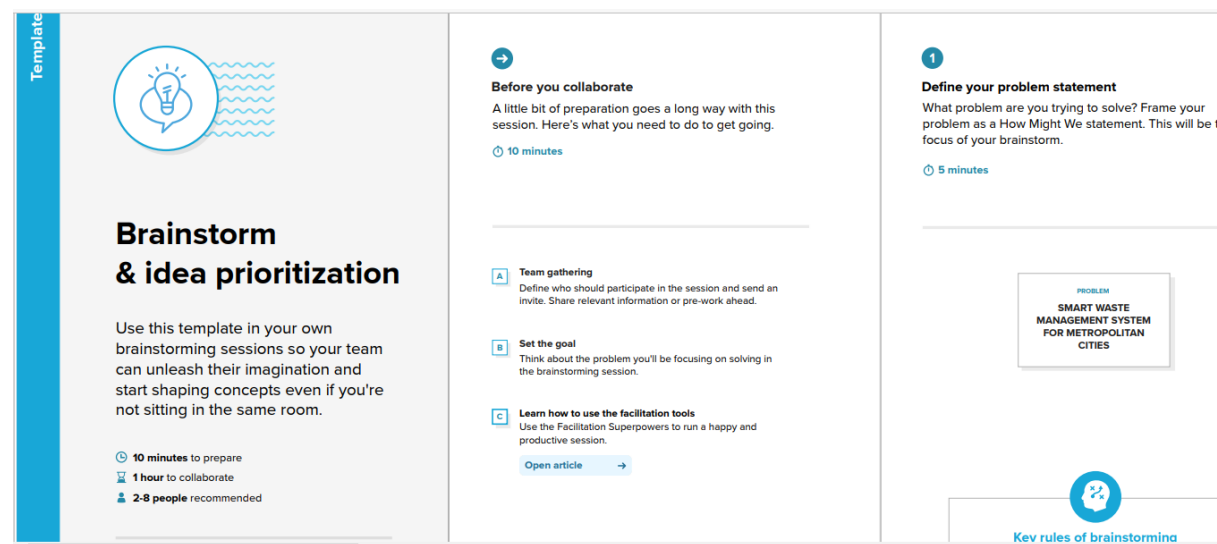 Template
Brainstorm
& idea prioritization
Use this template in your own
brainstorming sessions so your team
can unleash their imagination and
start shaping concepts even if you're
not sitting in the same room.
10 minutes to prepare
1 hour to collaborate
2-8 people recommended
Before you collaborate
A little bit of preparation goes a long way with this
session. Here's what you need to do to get going.
10 minutes
A
Team gathering
Define who should participate in the session and send an
invite. Share relevant information or pre-work ahead.
B
Set the goal
Think about the problem you'll be focusing on solving in
the brainstorming session.
C
Learn how to use the facilitation tools
Use the Facilitation Superpowers to run a happy and
productive session.
Open article
1
Define your problem statement
What problem are you trying to solve? Frame your
problem as a How Might We statement. This will be
focus of your brainstorm.
5 minutes
PROBLEM
SMART WASTE
MANAGEMENT SYSTEM
FOR METROPOLITAN
CITIES
Key rules of brainstorming